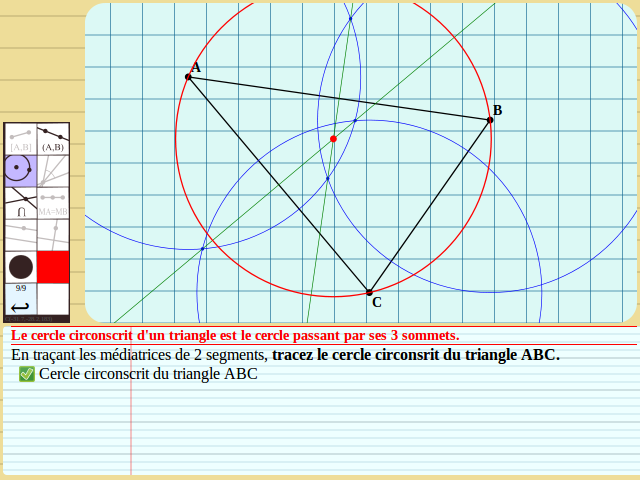 A
B
C
[A,B] (A,B)
∩ MA=MB
9/9
Le cercle circonscrit d'un triangle est le cercle passant par ses 3 sommets.
En traçant les médiatrices de 2 segments, tracez le cercle circonsrit du triangle ABC.
✅ Cercle circonscrit du triangle ABC